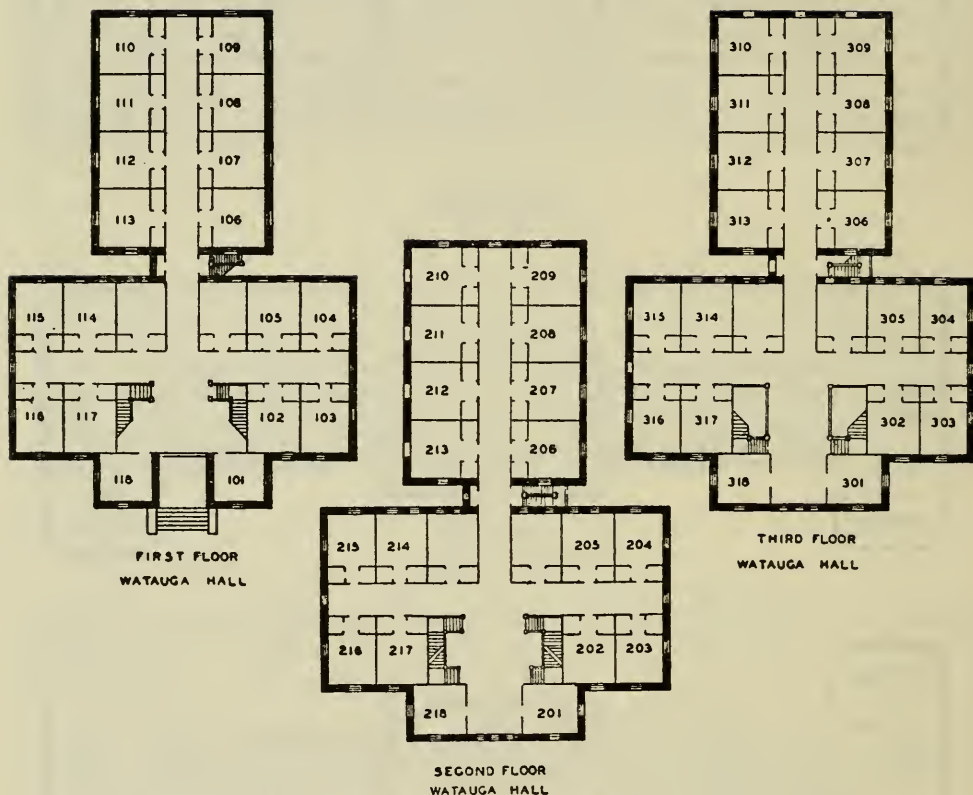 110 109
111 108
112 107
113 106
115 114 105 104
116 117 102 103
118 101
FIRST FLOOR
WATAUGA HALL
210 209
211 208
212 207
213 206
215 214 205 204
216 217 202 203
218 201
SECOND FLOOR
WATAUGA HALL
310 309
311 308
312 307
313 306
315 314 305 304
316 317 302 303
318 301
THIRD FLOOR
WATAUGA HALL